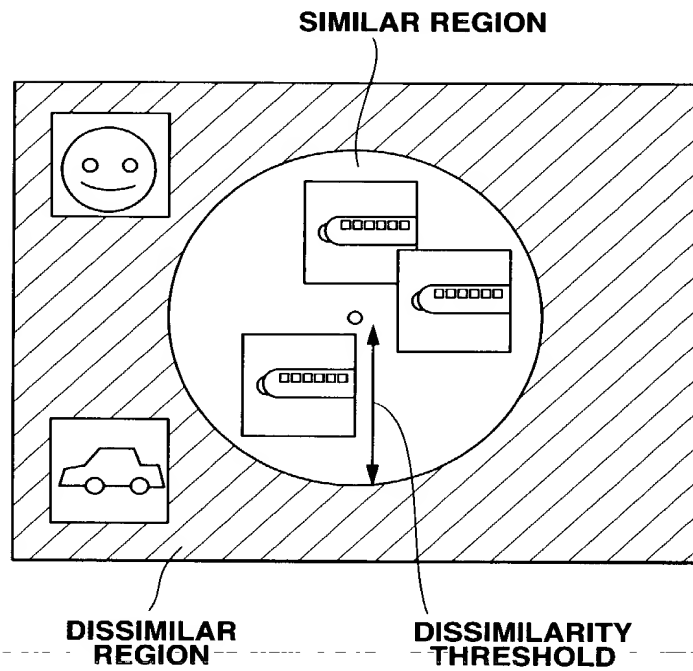 SIMILAR REGION
DISSIMILAR
REGION
DISSIMILARITY
THRESHOLD